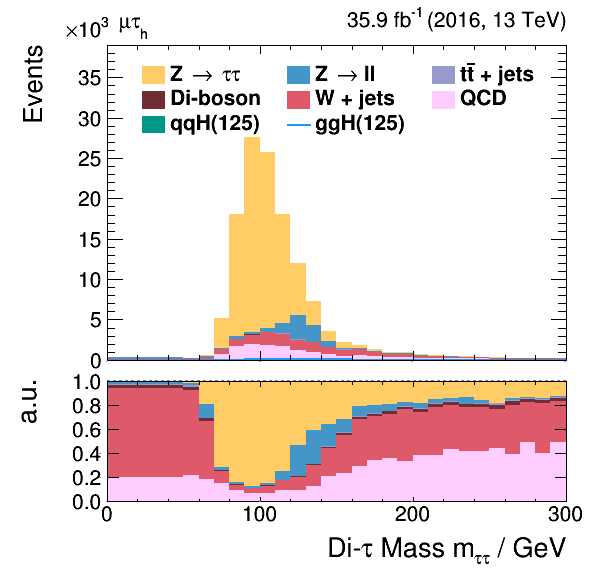 ×10³ μτₕ 35.9 fb⁻¹ (2016, 13 TeV)
Events
35
30
25
20
15
10
5
0
Z → ττ Z → ll tt̄ + jets
Di-boson W + jets QCD
qqH(125) ggH(125)
a.u.
1.0
0.8
0.6
0.4
0.2
0.0
0 100 200 300
Di-τ Mass m_ττ / GeV